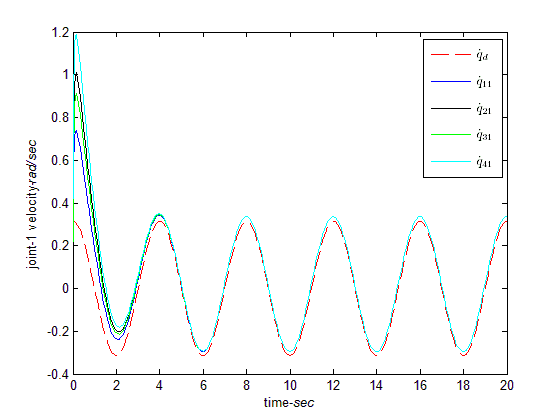 1.2
1
0.8
0.6
0.4
0.2
0
-0.2
-0.4
joint-1 velocity-rad/sec
0 2 4 6 8 10 12 14 16 18 20
time-sec
q̇d
q̇11
q̇21
q̇31
q̇41